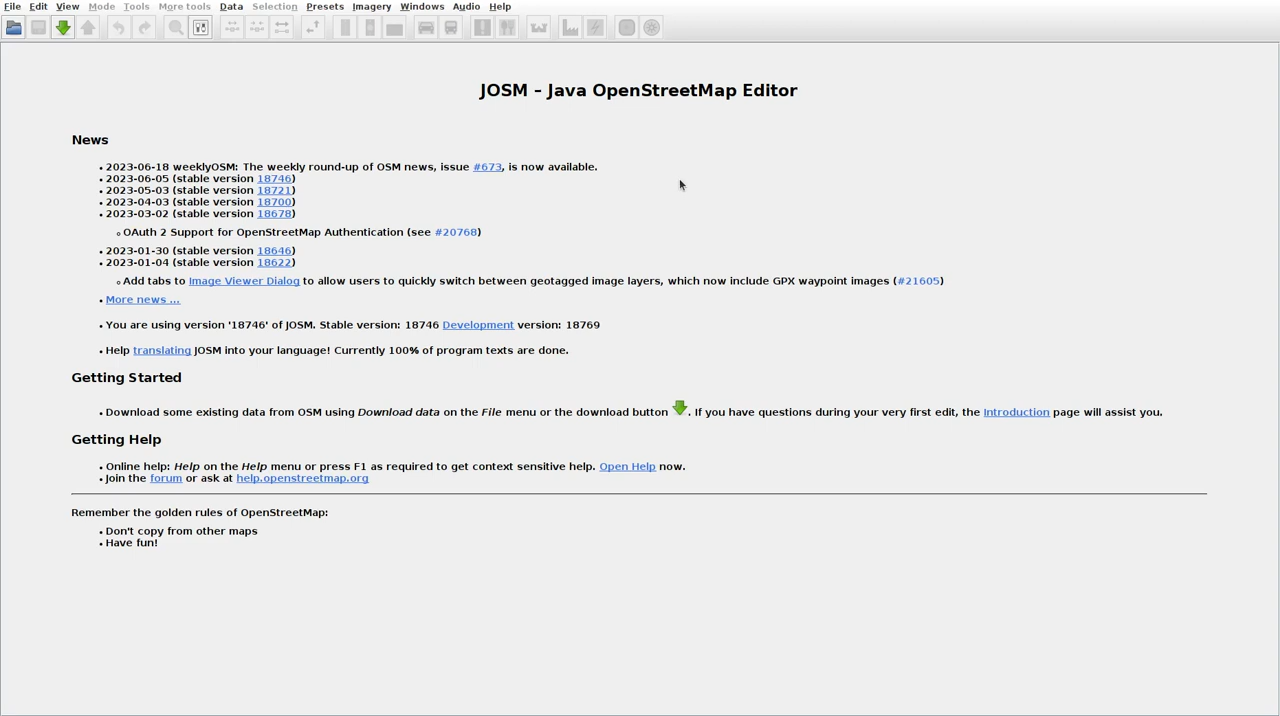 File Edit View Mode Tools More tools Data Selection Presets Imagery Windows Audio Help
JOSM – Java OpenStreetMap Editor
News
2023-06-18 weeklyOSM: The weekly round-up of OSM news, issue #673, is now available.
2023-06-05 (stable version 18746)
2023-05-03 (stable version 18721)
2023-04-03 (stable version 18700)
2023-03-02 (stable version 18678)
OAuth 2 Support for OpenStreetMap Authentication (see #20768)
2023-01-30 (stable version 18646)
2023-01-04 (stable version 18622)
Add tabs to Image Viewer Dialog to allow users to quickly switch between geotagged image layers, which now include GPX waypoint images (#21605)
More news ...
You are using version '18746' of JOSM. Stable version: 18746 Development version: 18769
Help translating JOSM into your language! Currently 100% of program texts are done.
Getting Started
Download some existing data from OSM using Download data on the File menu or the download button . If you have questions during your very first edit, the Introduction page will assist you.
Getting Help
Online help: Help on the Help menu or press F1 as required to get context sensitive help. Open Help now.
Join the forum or ask at help.openstreetmap.org
Remember the golden rules of OpenStreetMap:
Don't copy from other maps
Have fun!